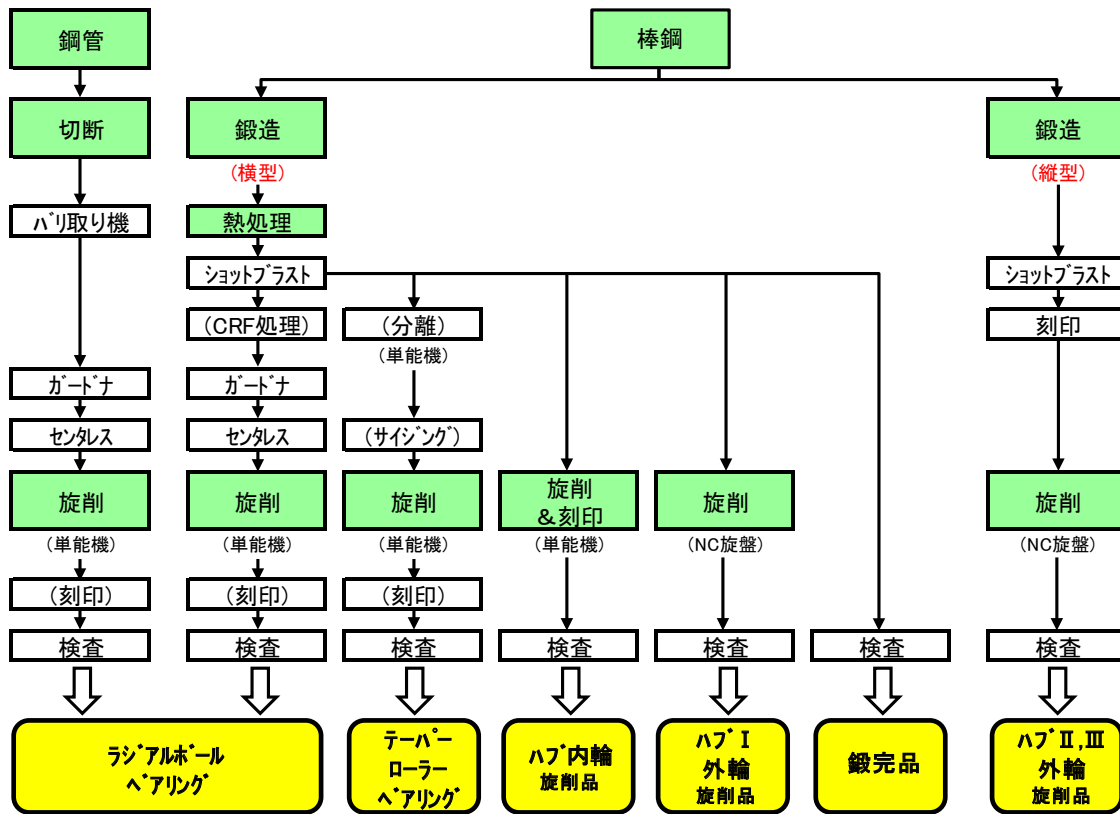 鋼管
棒鋼
切断
鍛造
鍛造
(横型)
(縦型)
バリ取り機
熱処理
ショットブラスト
ショットブラスト
(CRF処理)
(分離)
刻印
(単能機)
ガードナ
ガードナ
センタレス
センタレス
(サイジング)
旋削
旋削
旋削
旋削
&刻印
旋削
旋削
(単能機)
(単能機)
(単能機)
(単能機)
(NC旋盤)
(NC旋盤)
(刻印)
(刻印)
(刻印)
検査
検査
検査
検査
検査
検査
検査
ラジアルボール
ベアリング
テーパー
ローラー
ベアリング
ハブ内輪
旋削品
ハブⅠ
外輪
旋削品
鍛完品
ハブⅡ,Ⅲ
外輪
旋削品